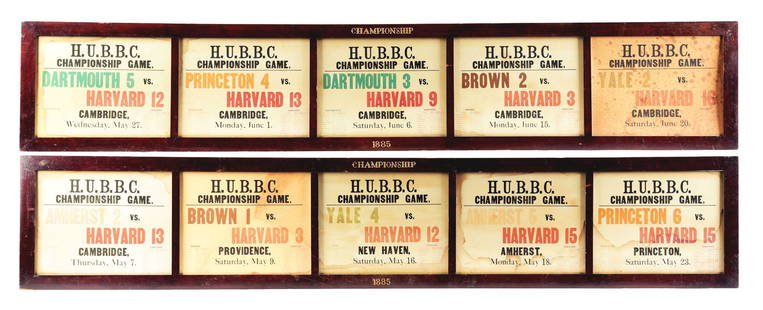 CHAMPIONSHIP
H.U.B.B.C.
CHAMPIONSHIP GAME.
DARTMOUTH 5 vs.
HARVARD 12
CAMBRIDGE,
Wednesday, May 27.
H.U.B.B.C.
CHAMPIONSHIP GAME.
PRINCETON 4 vs.
HARVARD 13
CAMBRIDGE,
Monday, June 1.
H.U.B.B.C.
CHAMPIONSHIP GAME.
DARTMOUTH 3 vs.
HARVARD 9
CAMBRIDGE,
Saturday, June 6.
H.U.B.B.C.
CHAMPIONSHIP GAME.
BROWN 2 vs.
HARVARD 3
CAMBRIDGE,
Monday, June 15.
H.U.B.B.C.
CHAMPIONSHIP GAME.
YALE 2 vs.
HARVARD 16
CAMBRIDGE,
Saturday, June 20.
1885
CHAMPIONSHIP
H.U.B.B.C.
CHAMPIONSHIP GAME.
AMHERST 2 vs.
HARVARD 13
CAMBRIDGE,
Thursday, May 7.
H.U.B.B.C.
CHAMPIONSHIP GAME.
BROWN 1 vs.
HARVARD 3
PROVIDENCE,
Saturday, May 9.
H.U.B.B.C.
CHAMPIONSHIP GAME.
YALE 4 vs.
HARVARD 12
NEW HAVEN,
Saturday, May 16.
H.U.B.B.C.
CHAMPIONSHIP GAME.
AMHERST vs.
HARVARD 15
AMHERST,
Monday, May 18.
H.U.B.B.C.
CHAMPIONSHIP GAME.
PRINCETON 6 vs.
HARVARD 15
PRINCETON,
Saturday, May 23.
1885